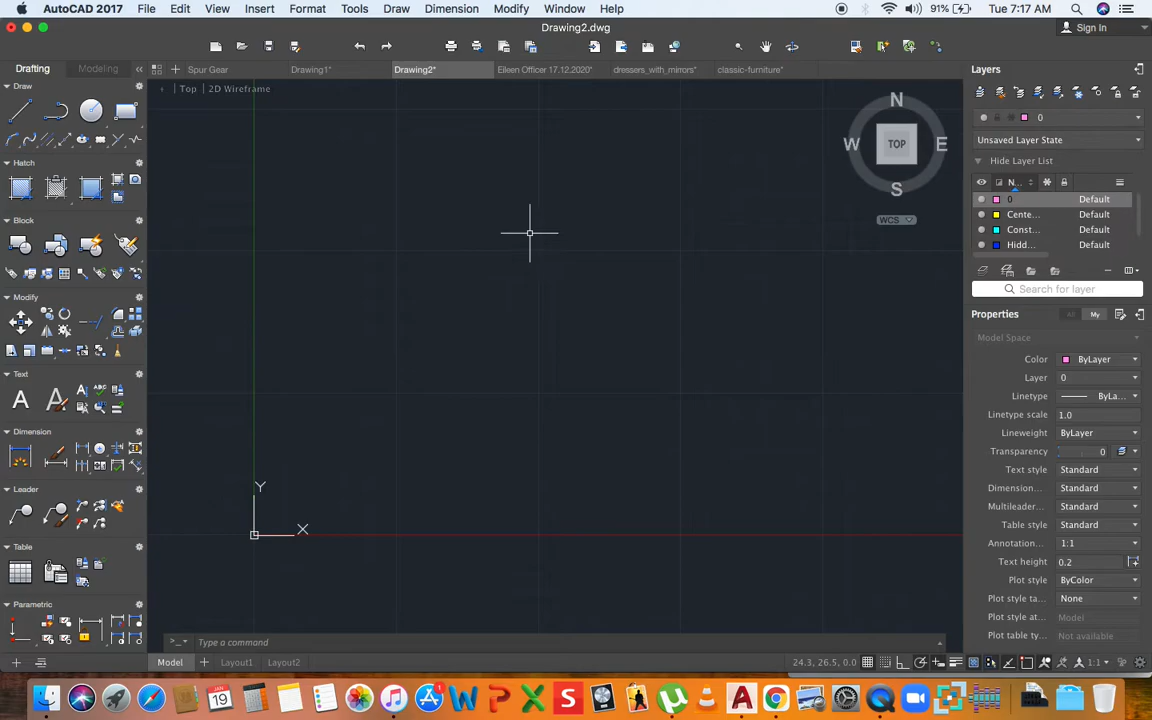 AutoCAD 2017 File Edit View Insert Format Tools Draw Dimension Modify Window Help 91% Tue 7:17 AM
Drawing2.dwg
Sign In
Drafting Modeling
Spur Gear Drawing1* Drawing2* Eileen Officer 17.12.2020* dressers_with_mirrors* classic-furniture*
Layers
Draw
Top 2D Wireframe
N
W TOP E
S
WCS
0
Unsaved Layer State
Hide Layer List
N...
0 Default
Cente... Default
Const... Default
Hidd... Default
Search for layer
Hatch
Block
Modify
Text
A A
Dimension
Leader
Table
Parametric
Properties
All My
Model Space
Color ByLayer
Layer 0
Linetype ByLa...
Linetype scale 1.0
Lineweight ByLayer
Transparency 0
Text style Standard
Dimension... Standard
Multileader... Standard
Table style Standard
Annotation... 1:1
Text height 0.2
Plot style ByColor
Plot style ta... None
Plot style at... Model
Plot table ty... Not available
Y
X
>_ Type a command
Model Layout1 Layout2
24.3, 26.5, 0.0 1:1
JAN
19
1